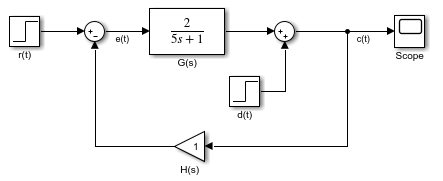 r(t)
+
−
e(t)
2
5s + 1
G(s)
+
+
d(t)
c(t)
Scope
1
H(s)